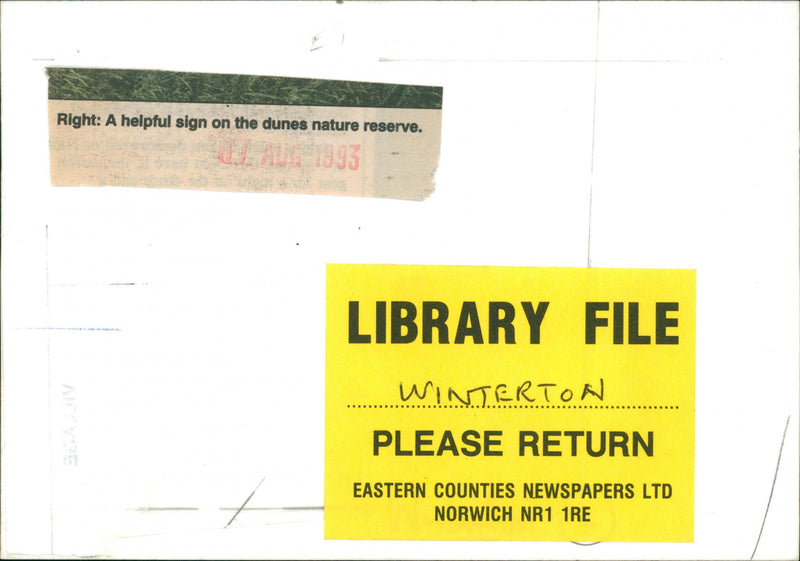 Right: A helpful sign on the dunes nature reserve.
AUG 1993
LIBRARY FILE
WINTERTON
PLEASE RETURN
EASTERN COUNTIES NEWSPAPERS LTD
NORWICH NR1 1RE
VILLAGE